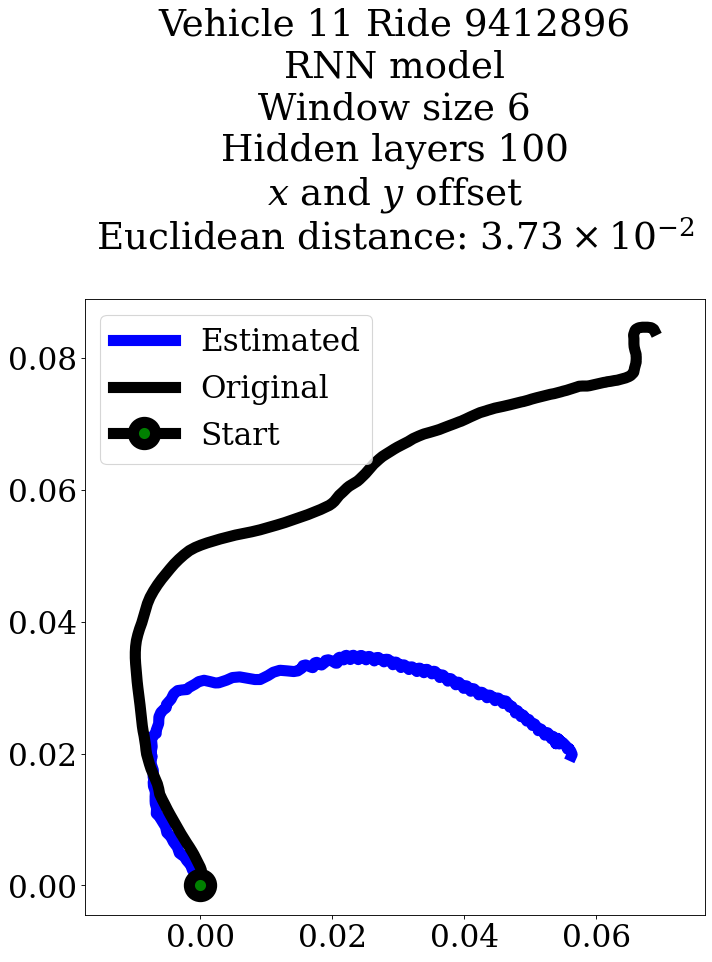 Vehicle 11 Ride 9412896
RNN model
Window size 6
Hidden layers 100
x and y offset
Euclidean distance: 3.73 × 10⁻²
Estimated
Original
Start
0.08
0.06
0.04
0.02
0.00
0.00 0.02 0.04 0.06